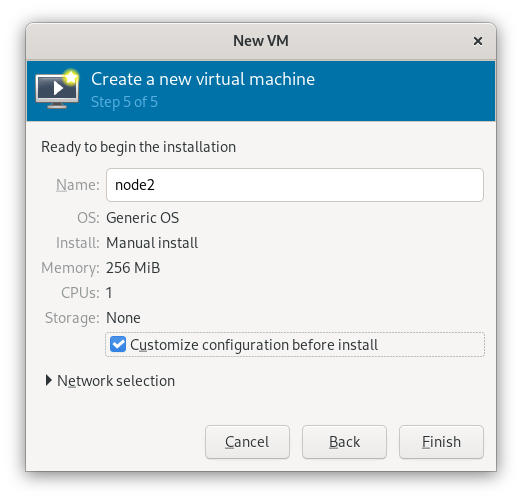 New VM
Create a new virtual machine
Step 5 of 5
Ready to begin the installation
Name: node2
OS: Generic OS
Install: Manual install
Memory: 256 MiB
CPUs: 1
Storage: None
Customize configuration before install
Network selection
Cancel Back Finish